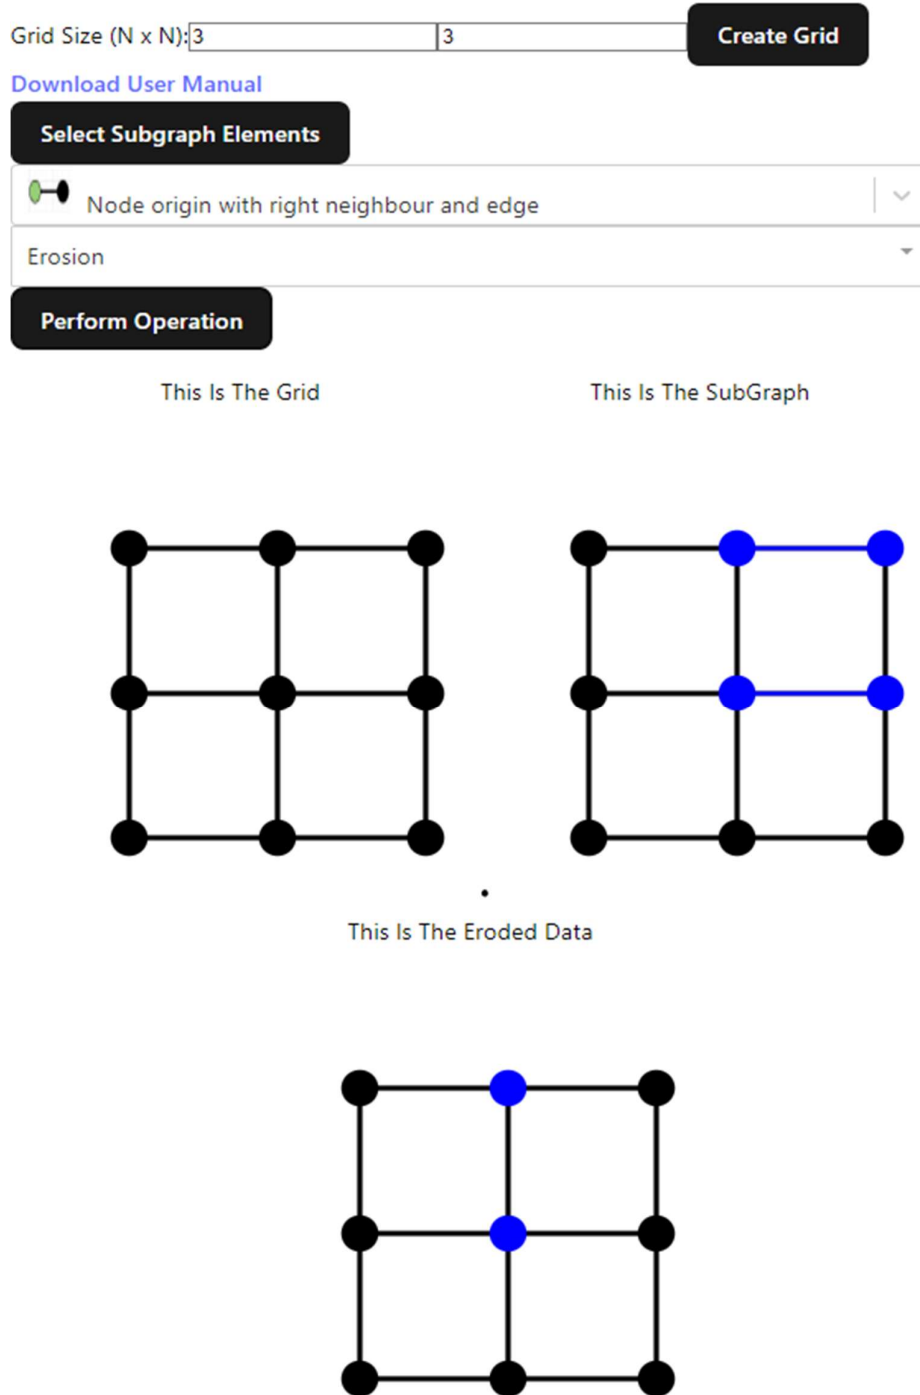 Grid Size (N x N): 3 3 Create Grid
Download User Manual
Select Subgraph Elements
Node origin with right neighbour and edge
Erosion
Perform Operation
This Is The Grid
This Is The SubGraph
This Is The Eroded Data